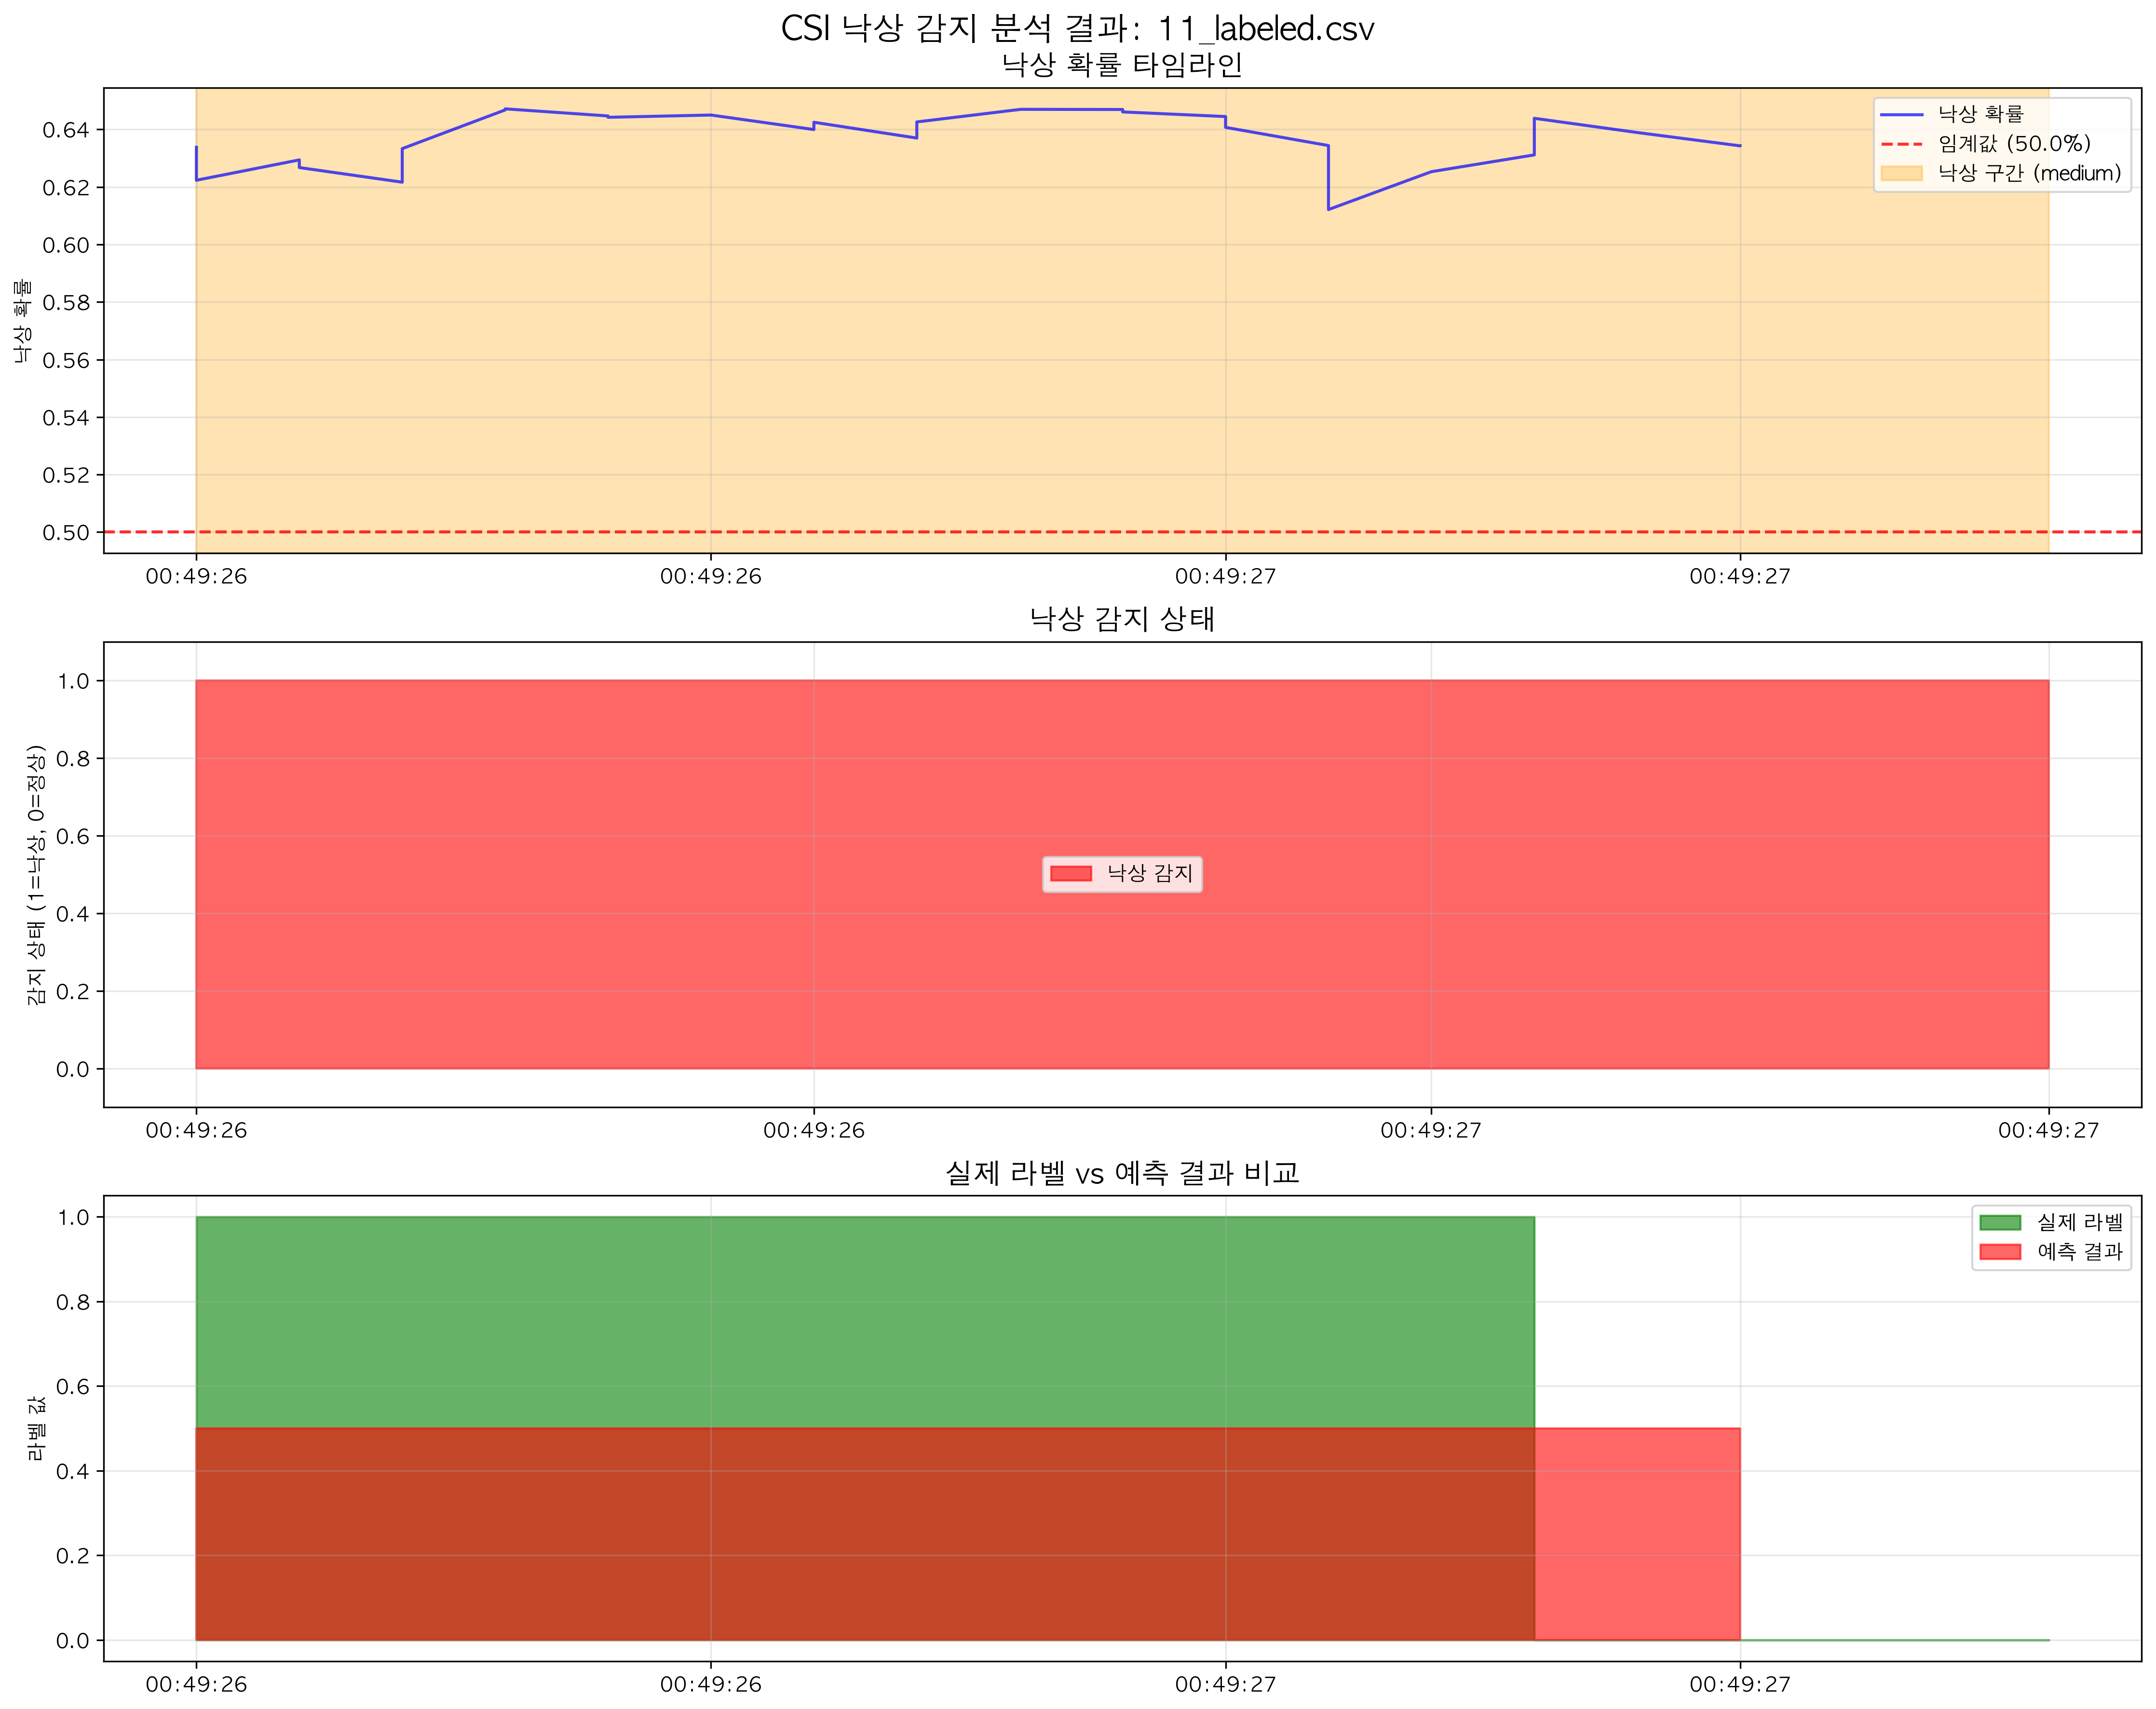 CSI 낙상 감지 분석 결과: 11_labeled.csv
낙상 확률 타임라인
낙상 확률
0.64
0.62
0.60
0.58
0.56
0.54
0.52
0.50
낙상 확률
임계값 (50.0%)
낙상 구간 (medium)
00:49:26
00:49:26
00:49:27
00:49:27
낙상 감지 상태
감지 상태 (1=낙상, 0=정상)
1.0
0.8
0.6
0.4
0.2
0.0
낙상 감지
00:49:26
00:49:26
00:49:27
00:49:27
실제 라벨 vs 예측 결과 비교
라벨 값
1.0
0.8
0.6
0.4
0.2
0.0
실제 라벨
예측 결과
00:49:26
00:49:26
00:49:27
00:49:27